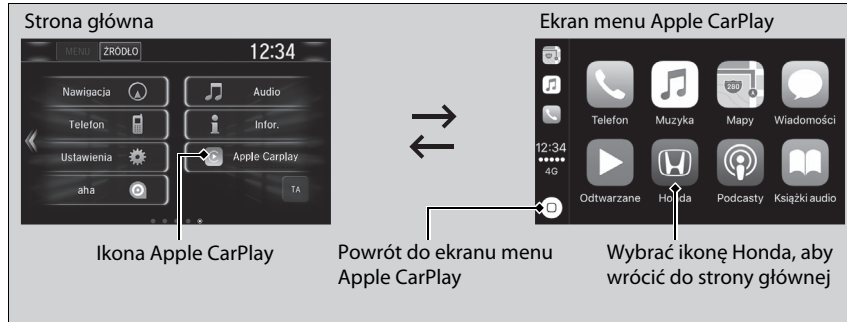 Strona główna
MENU ŹRÓDŁO 12:34
Nawigacja Audio
Telefon Infor.
Ustawienia Apple Carplay
aha TA
Ikona Apple CarPlay
Ekran menu Apple CarPlay
280
Telefon Muzyka Mapy Wiadomości
12:34
4G
Odtwarzane Honda Podcasty Książki audio
Powrót do ekranu menu
Apple CarPlay
Wybrać ikonę Honda, aby
wrócić do strony głównej